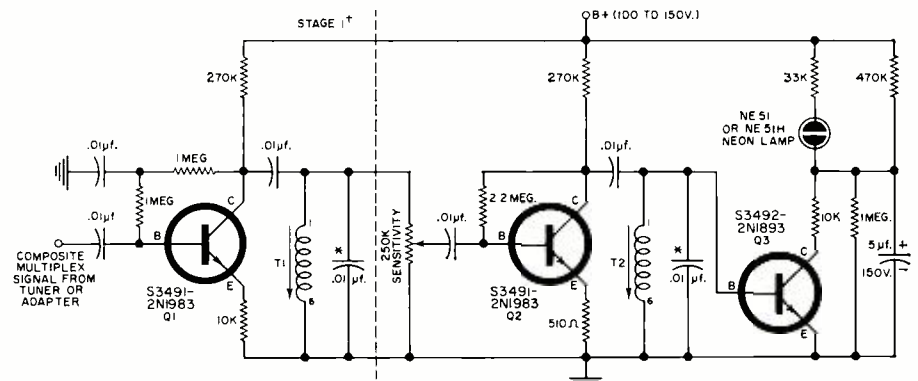 B+ (100 TO 150V.)
STAGE 1+
270K
270K
33K
470K
NE 51
OR NE 51H
NEON LAMP
.01µf.
1 MEG
.01µf.
.01µf.
1MEG
.01µf.
2.2 MEG.
.01µf.
250K
SENSITIVITY
C
B
E
C
B
E
S3492-
2N1893
Q3
10K
1MEG.
5µf.
+
150V.
C
B
E
COMPOSITE
MULTIPLEX
SIGNAL FROM
TUNER OR
ADAPTER
S3491-
2N1983
Q1
10K
T1
1
6
*
.01µf.
S3491-
2N1983
Q2
510Ω
T2
1
6
*
.01µf.